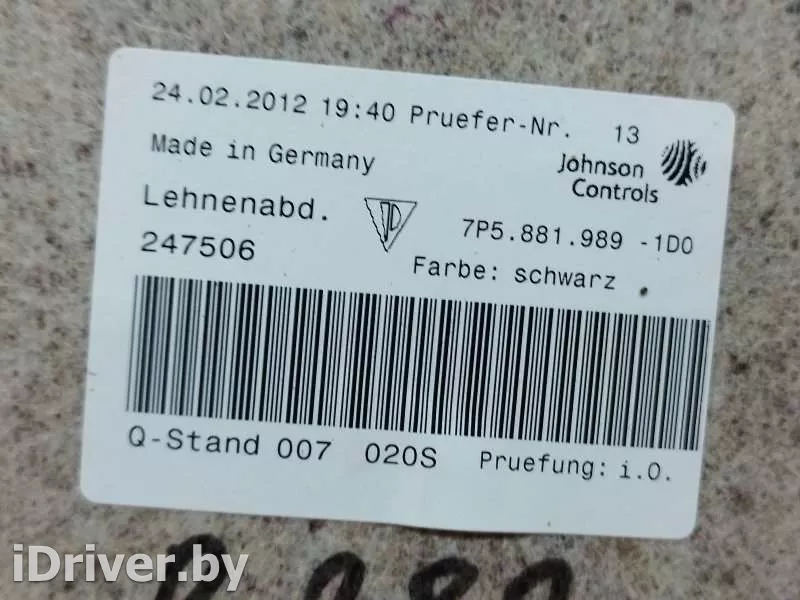 24.02.2012 19:40 Pruefer-Nr. 13
Made in Germany
Johnson
Controls
Lehnenabd.
7P5.881.989 -1D0
247506
Farbe: schwarz
Q-Stand 007 020S Pruefung: i.O.
iDriver.by